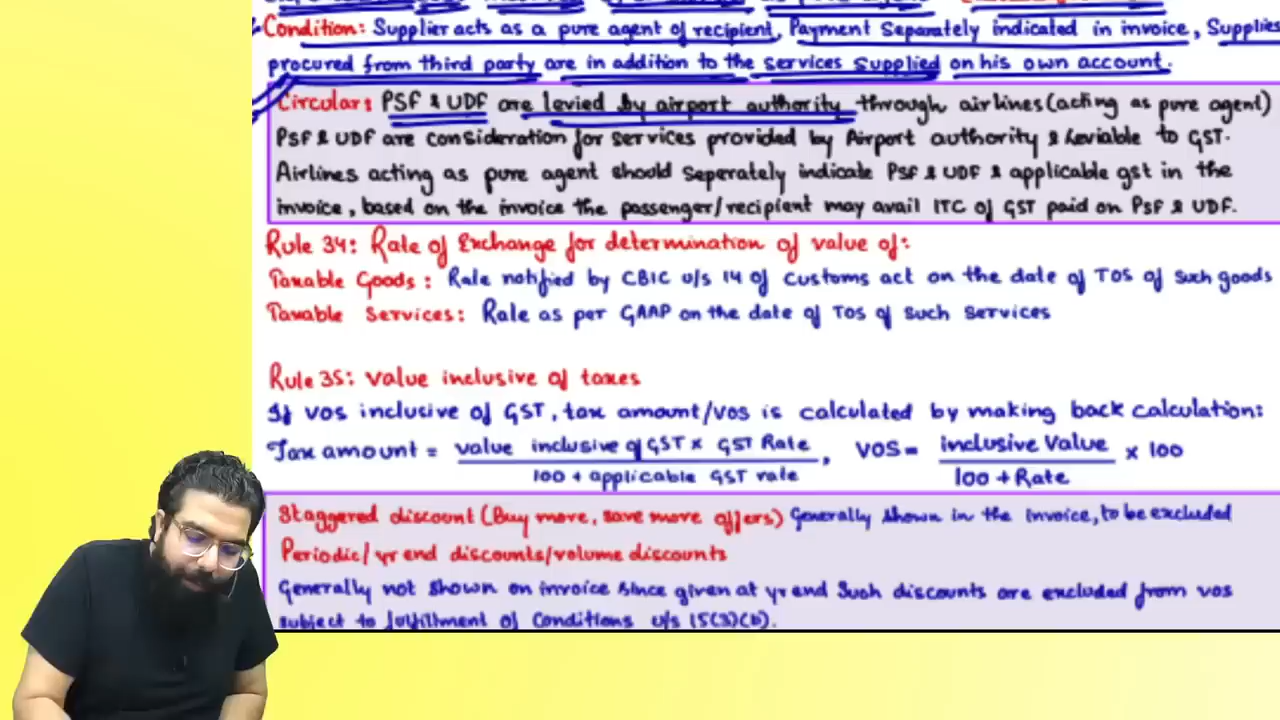 as pure agent
Condition: Supplier acts as a pure agent of recipient, Payment Separately indicated in invoice, Supplies
procured from third party are in addition to the services supplied on his own account.
Circular: PSF & UDF are levied by airport authority through airlines (acting as pure agent)
PSF & UDF are consideration for services provided by Airport authority & leviable to GST.
Airlines acting as pure agent should seperately indicate PSF & UDF & applicable gst in the
invoice, based on the invoice the passenger/recipient may avail ITC of GST paid on PSF & UDF.
Rule 34: Rate of Exchange for determination of value of:
Taxable Goods: Rate notified by CBIC u/s 14 of Customs act on the date of TOS of such goods
Taxable Services: Rate as per GAAP on the date of TOS of such services
Rule 35: Value inclusive of taxes
If VOS inclusive of GST, tax amount/VOS is calculated by making back calculation:
Tax amount = value inclusive of GST x GST Rate / 100 + applicable GST rate, VOS = inclusive Value / 100 + Rate x 100
Staggered discount (Buy more, save more offers) Generally shown in the invoice, to be excluded
Periodic/yr end discounts/volume discounts
Generally not shown on invoice since given at yr end Such discounts are excluded from VOS
subject to fulfillment of Conditions u/s 15(3)(b).